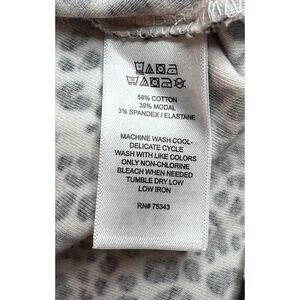 58% COTTON
39% MODAL
3% SPANDEX / ELASTANE
MACHINE WASH COOL-
DELICATE CYCLE
WASH WITH LIKE COLORS
ONLY NON-CHLORINE
BLEACH WHEN NEEDED
TUMBLE DRY LOW
LOW IRON
RN# 75343